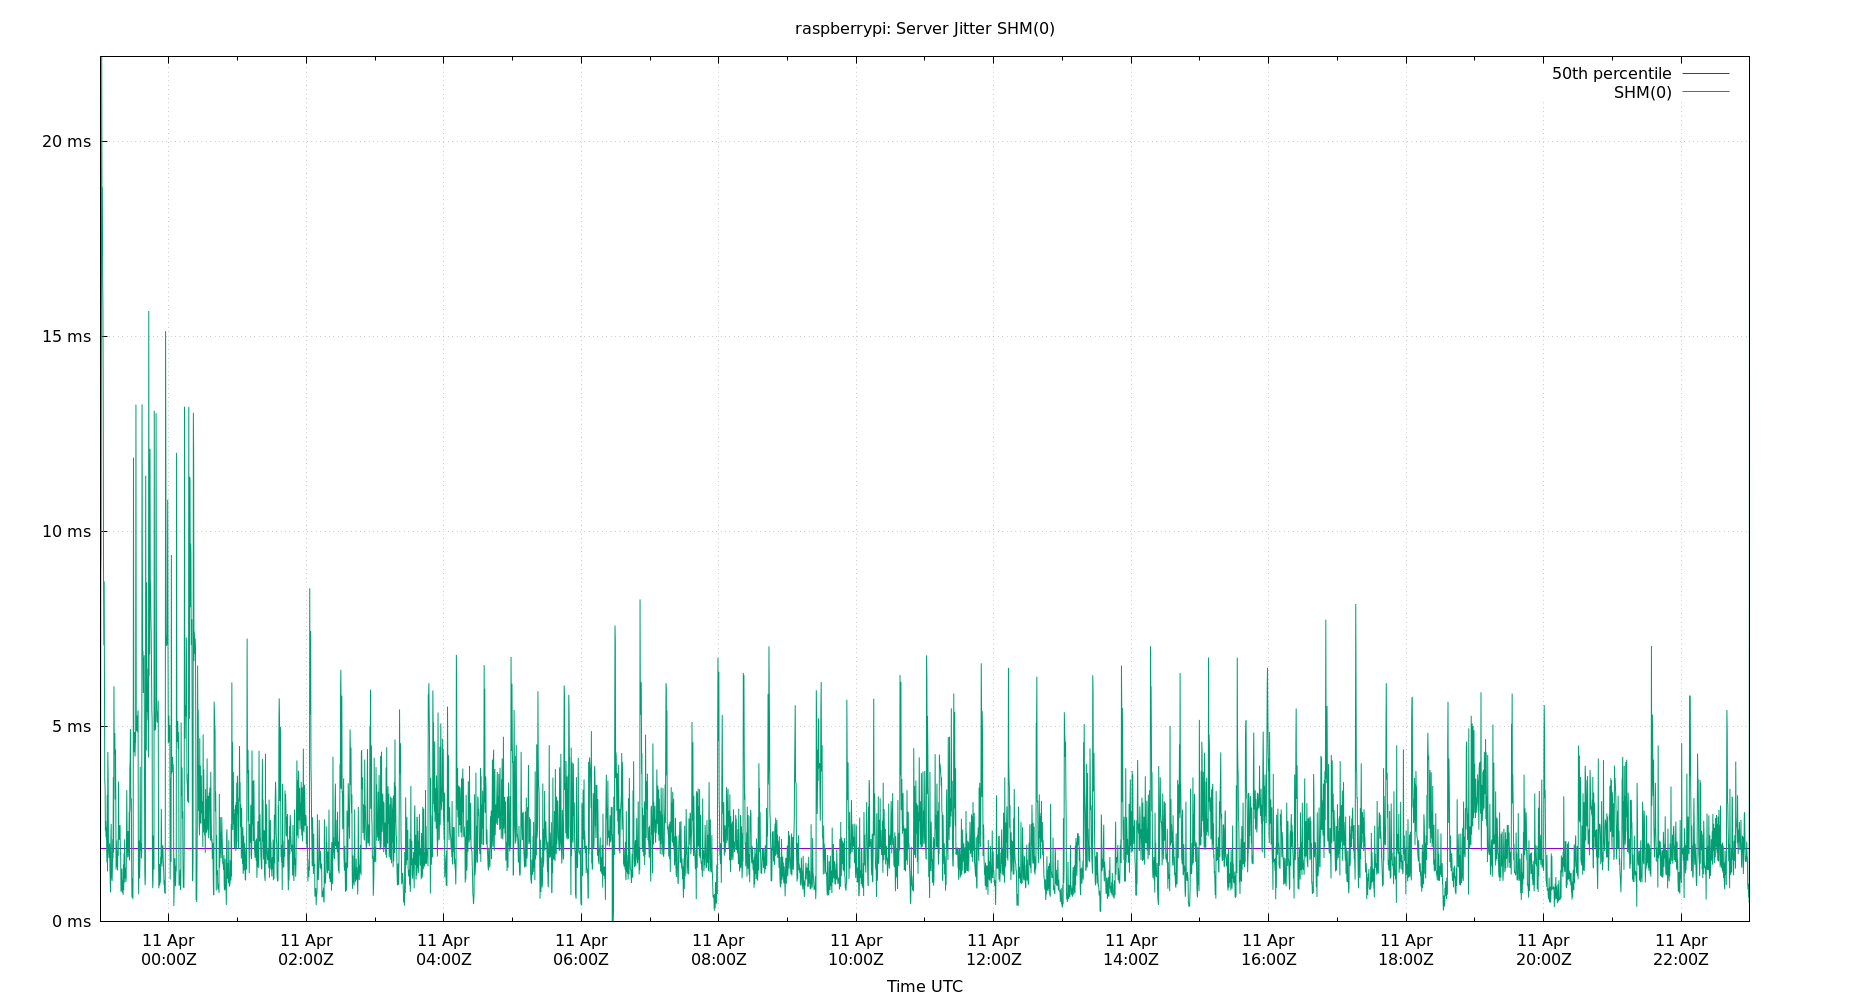 raspberrypi: Server Jitter SHM(0)
50th percentile
SHM(0)
20 ms
15 ms
10 ms
5 ms
0 ms
11 Apr 11 Apr 11 Apr 11 Apr 11 Apr 11 Apr 11 Apr 11 Apr 11 Apr 11 Apr 11 Apr 11 Apr
00:00Z 02:00Z 04:00Z 06:00Z 08:00Z 10:00Z 12:00Z 14:00Z 16:00Z 18:00Z 20:00Z 22:00Z
Time UTC